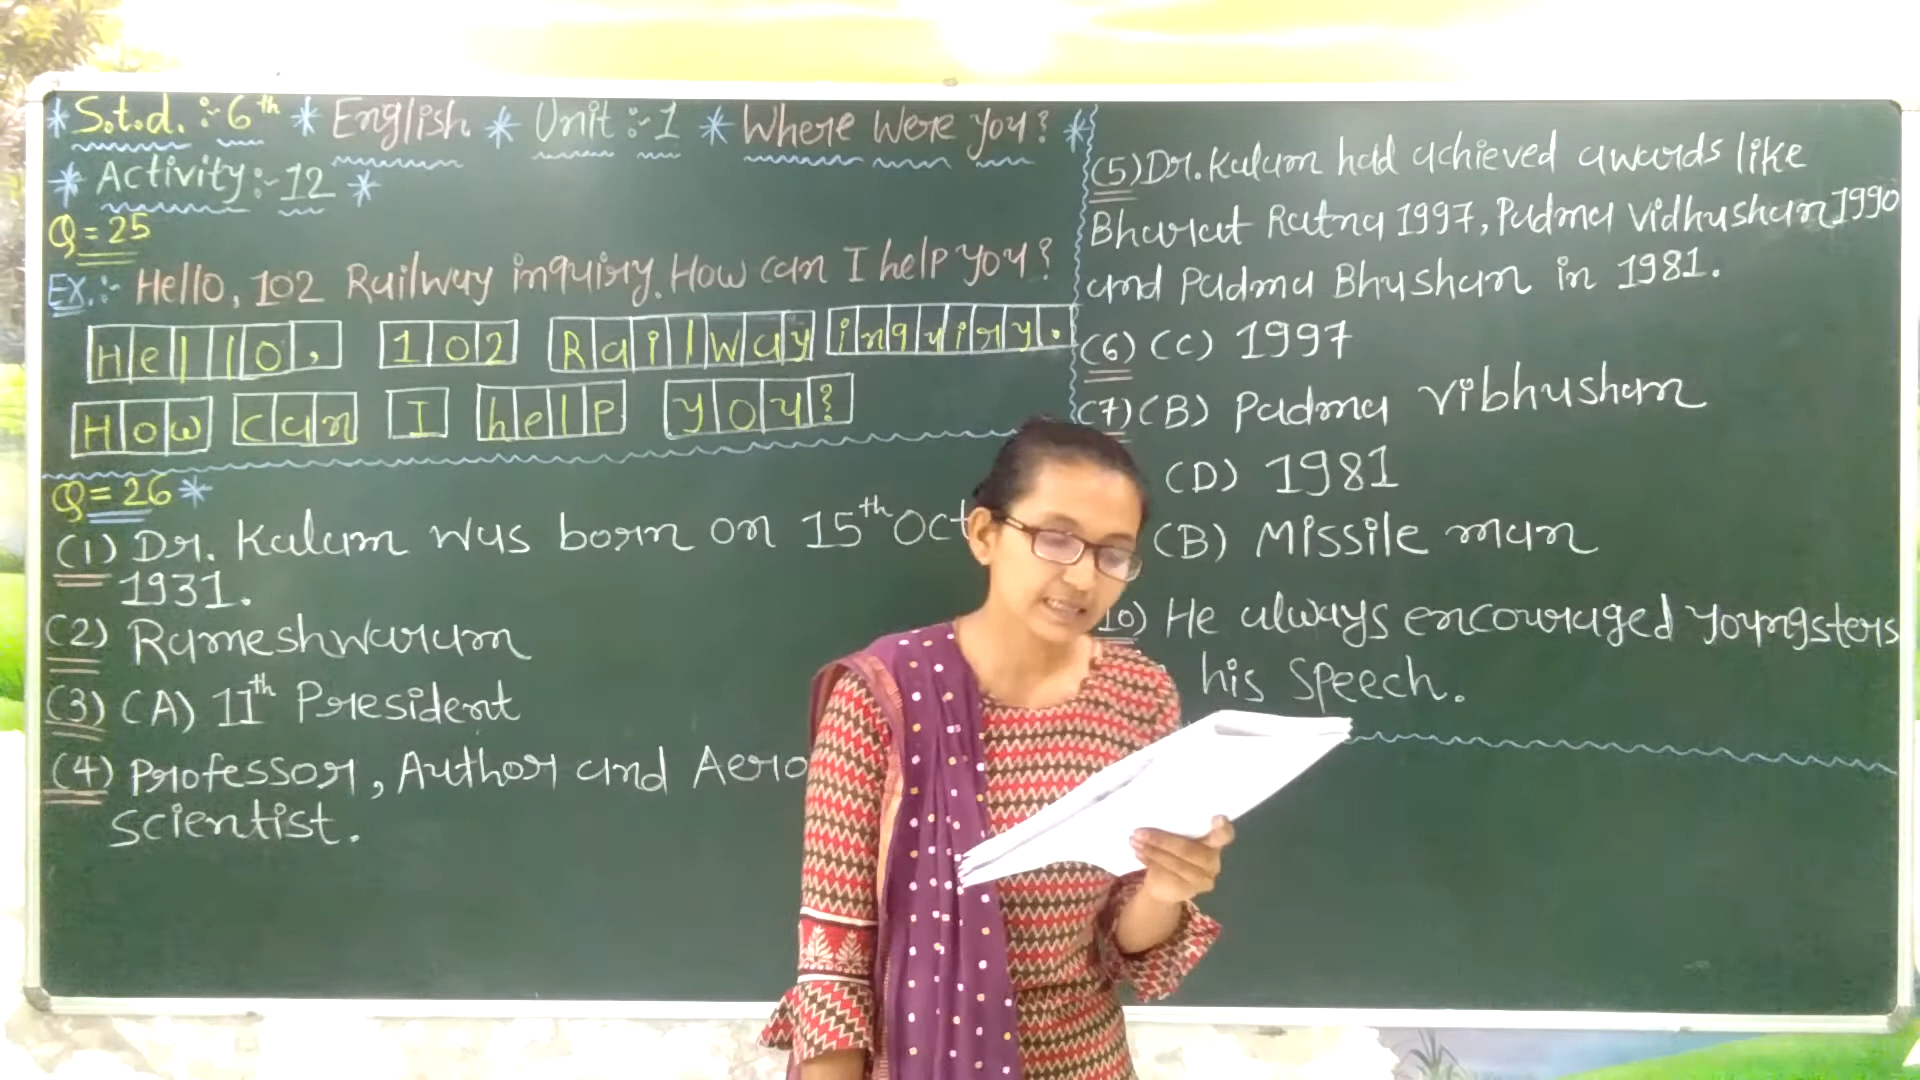 * S.t.d. :- 6th * English * Unit :- 1 * Where Were You? *
* Activity :- 12 *
Q = 25
Ex. :- Hello, 102 Railway inquiry. How can I help you?
Hello, 102 Railway inquiry.
How can I help you?
Q = 26 *
(1) Dr. Kalam was born on 15th Oct
1931.
(2) Rameshwaram
(3) (A) 11th President
(4) Professor, Author and Aero
scientist.
(5) Dr. Kalam had achieved awards like
Bharat Ratna 1997, Padma Vidhushan 1990
and Padma Bhushan in 1981.
(6) (C) 1997
(7) (B) Padma Vibhushan
(D) 1981
(B) Missile man
10) He always encouraged Youngsters
his Speech.